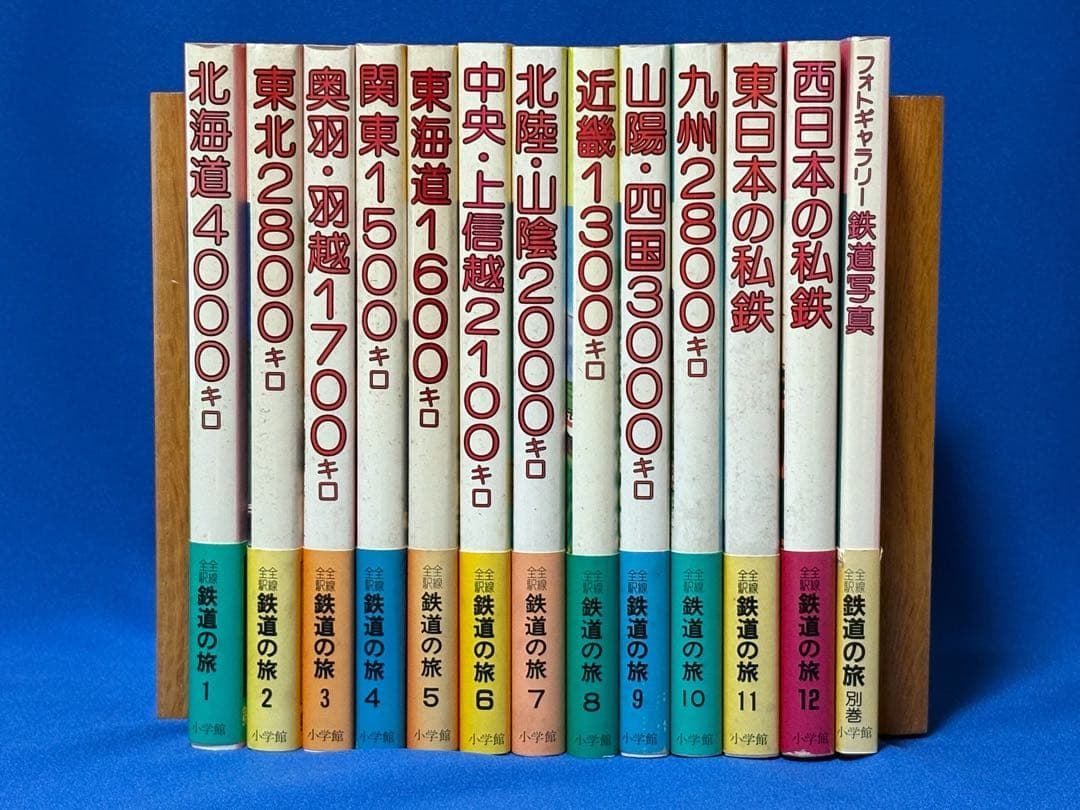 北海道4000キロ
全線全駅鉄道の旅
1
小学館
東北2800キロ
全線全駅鉄道の旅
2
小学館
奥羽・羽越1700キロ
全線全駅鉄道の旅
3
小学館
関東1500キロ
全線全駅鉄道の旅
4
小学館
東海道1600キロ
全線全駅鉄道の旅
5
小学館
中央・上信越2100キロ
全線全駅鉄道の旅
6
小学館
北陸・山陰2000キロ
全線全駅鉄道の旅
7
小学館
近畿1300キロ
全線全駅鉄道の旅
8
小学館
山陽・四国3000キロ
全線全駅鉄道の旅
9
小学館
九州2800キロ
全線全駅鉄道の旅
10
小学館
東日本の私鉄
全線全駅鉄道の旅
11
小学館
西日本の私鉄
全線全駅鉄道の旅
12
小学館
フォトギャラリー鉄道写真
全線全駅鉄道の旅
別巻
小学館